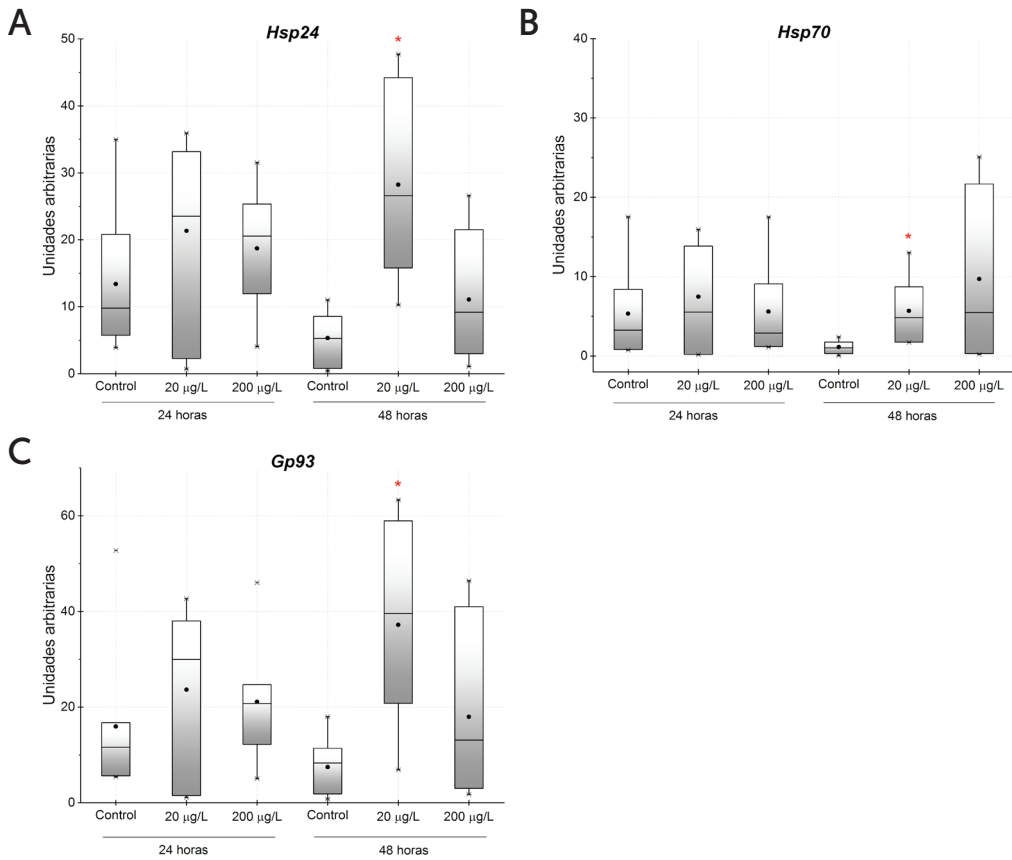 A
Hsp24
*
50
40
30
20
10
0
Unidades arbitrarias
Control 20 µg/L 200 µg/L Control 20 µg/L 200 µg/L
24 horas 48 horas
B
Hsp70
*
40
30
20
10
0
Unidades arbitrarias
Control 20 µg/L 200 µg/L Control 20 µg/L 200 µg/L
24 horas 48 horas
C
Gp93
*
60
40
20
0
Unidades arbitrarias
Control 20 µg/L 200 µg/L Control 20 µg/L 200 µg/L
24 horas 48 horas